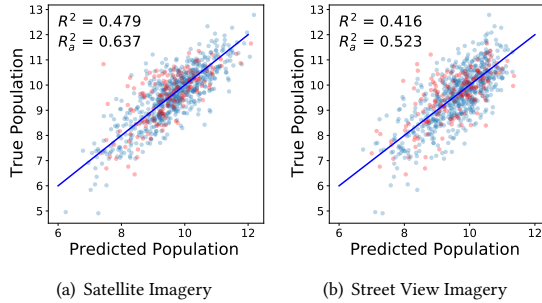 R² = 0.479
R²ₐ = 0.637
13
12
11
10
9
8
7
6
5
True Population
6
8
10
12
Predicted Population
(a) Satellite Imagery
R² = 0.416
R²ₐ = 0.523
13
12
11
10
9
8
7
6
5
True Population
6
8
10
12
Predicted Population
(b) Street View Imagery